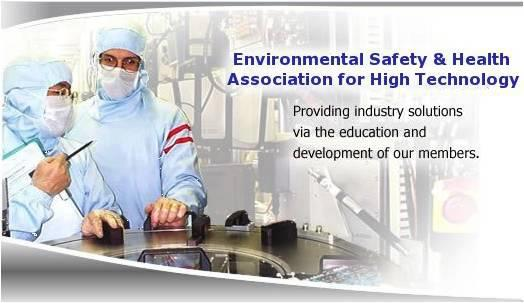 Environmental Safety & Health
Association for High Technology
Providing industry solutions
via the education and
development of our members.